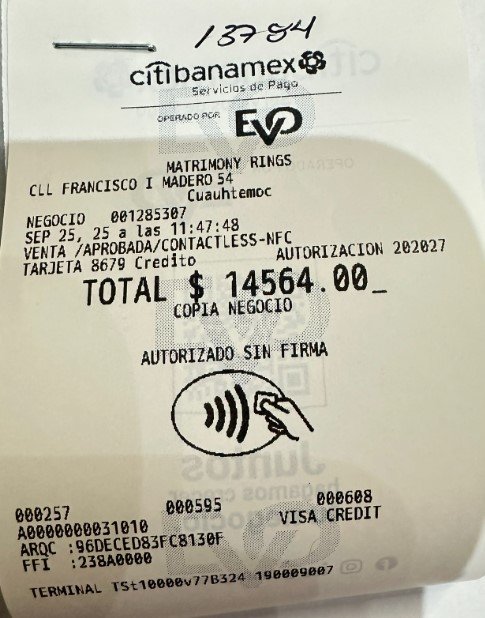 13784
citibanamex
Servicios de Pago
OPERADO POR EVO
MATRIMONY RINGS
CLL FRANCISCO I MADERO 54
Cuauhtemoc
NEGOCIO 001285307
SEP 25, 25 a las 11:47:48
VENTA /APROBADA/CONTACTLESS-NFC
TARJETA 8679 Credito AUTORIZACION 202027
TOTAL $ 14564.00_
COPIA NEGOCIO
AUTORIZADO SIN FIRMA
000257 000595 000608
A0000000031010 VISA CREDIT
ARQC :96DECED83FC8130F
FFI :238A0000
TERMINAL TSt10000v77B324 190009007